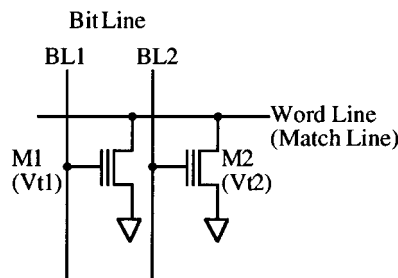 Bit Line
BL1 BL2
Word Line
(Match Line)
M1 M2
(Vt1) (Vt2)